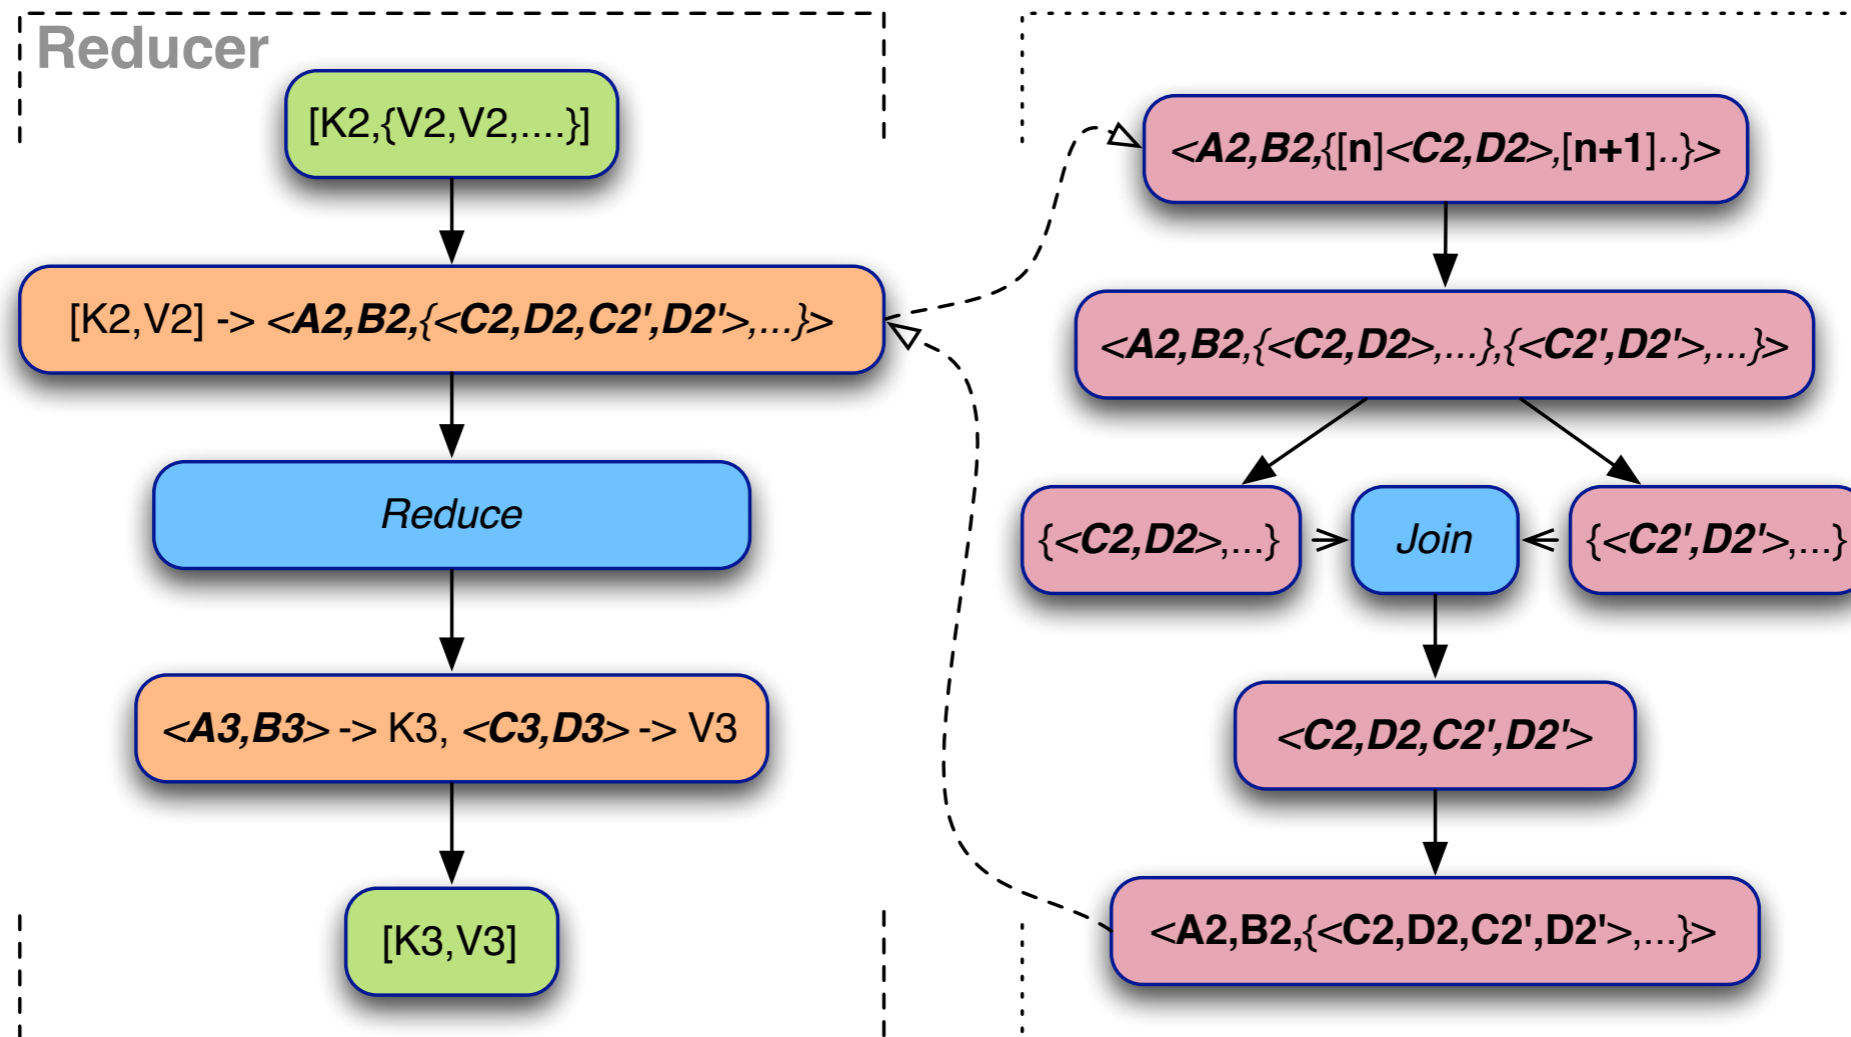 Reducer
[K2,{V2,V2,....}]
[K2,V2] -> <A2,B2,{<C2,D2,C2',D2'>,...}>
Reduce
<A3,B3> -> K3, <C3,D3> -> V3
[K3,V3]
<A2,B2,{[n]<C2,D2>,[n+1]..}>
<A2,B2,{<C2,D2>,...},{<C2',D2'>,...}>
{<C2,D2>,...}
Join
{<C2',D2'>,...}
<C2,D2,C2',D2'>
<A2,B2,{<C2,D2,C2',D2'>,...}>